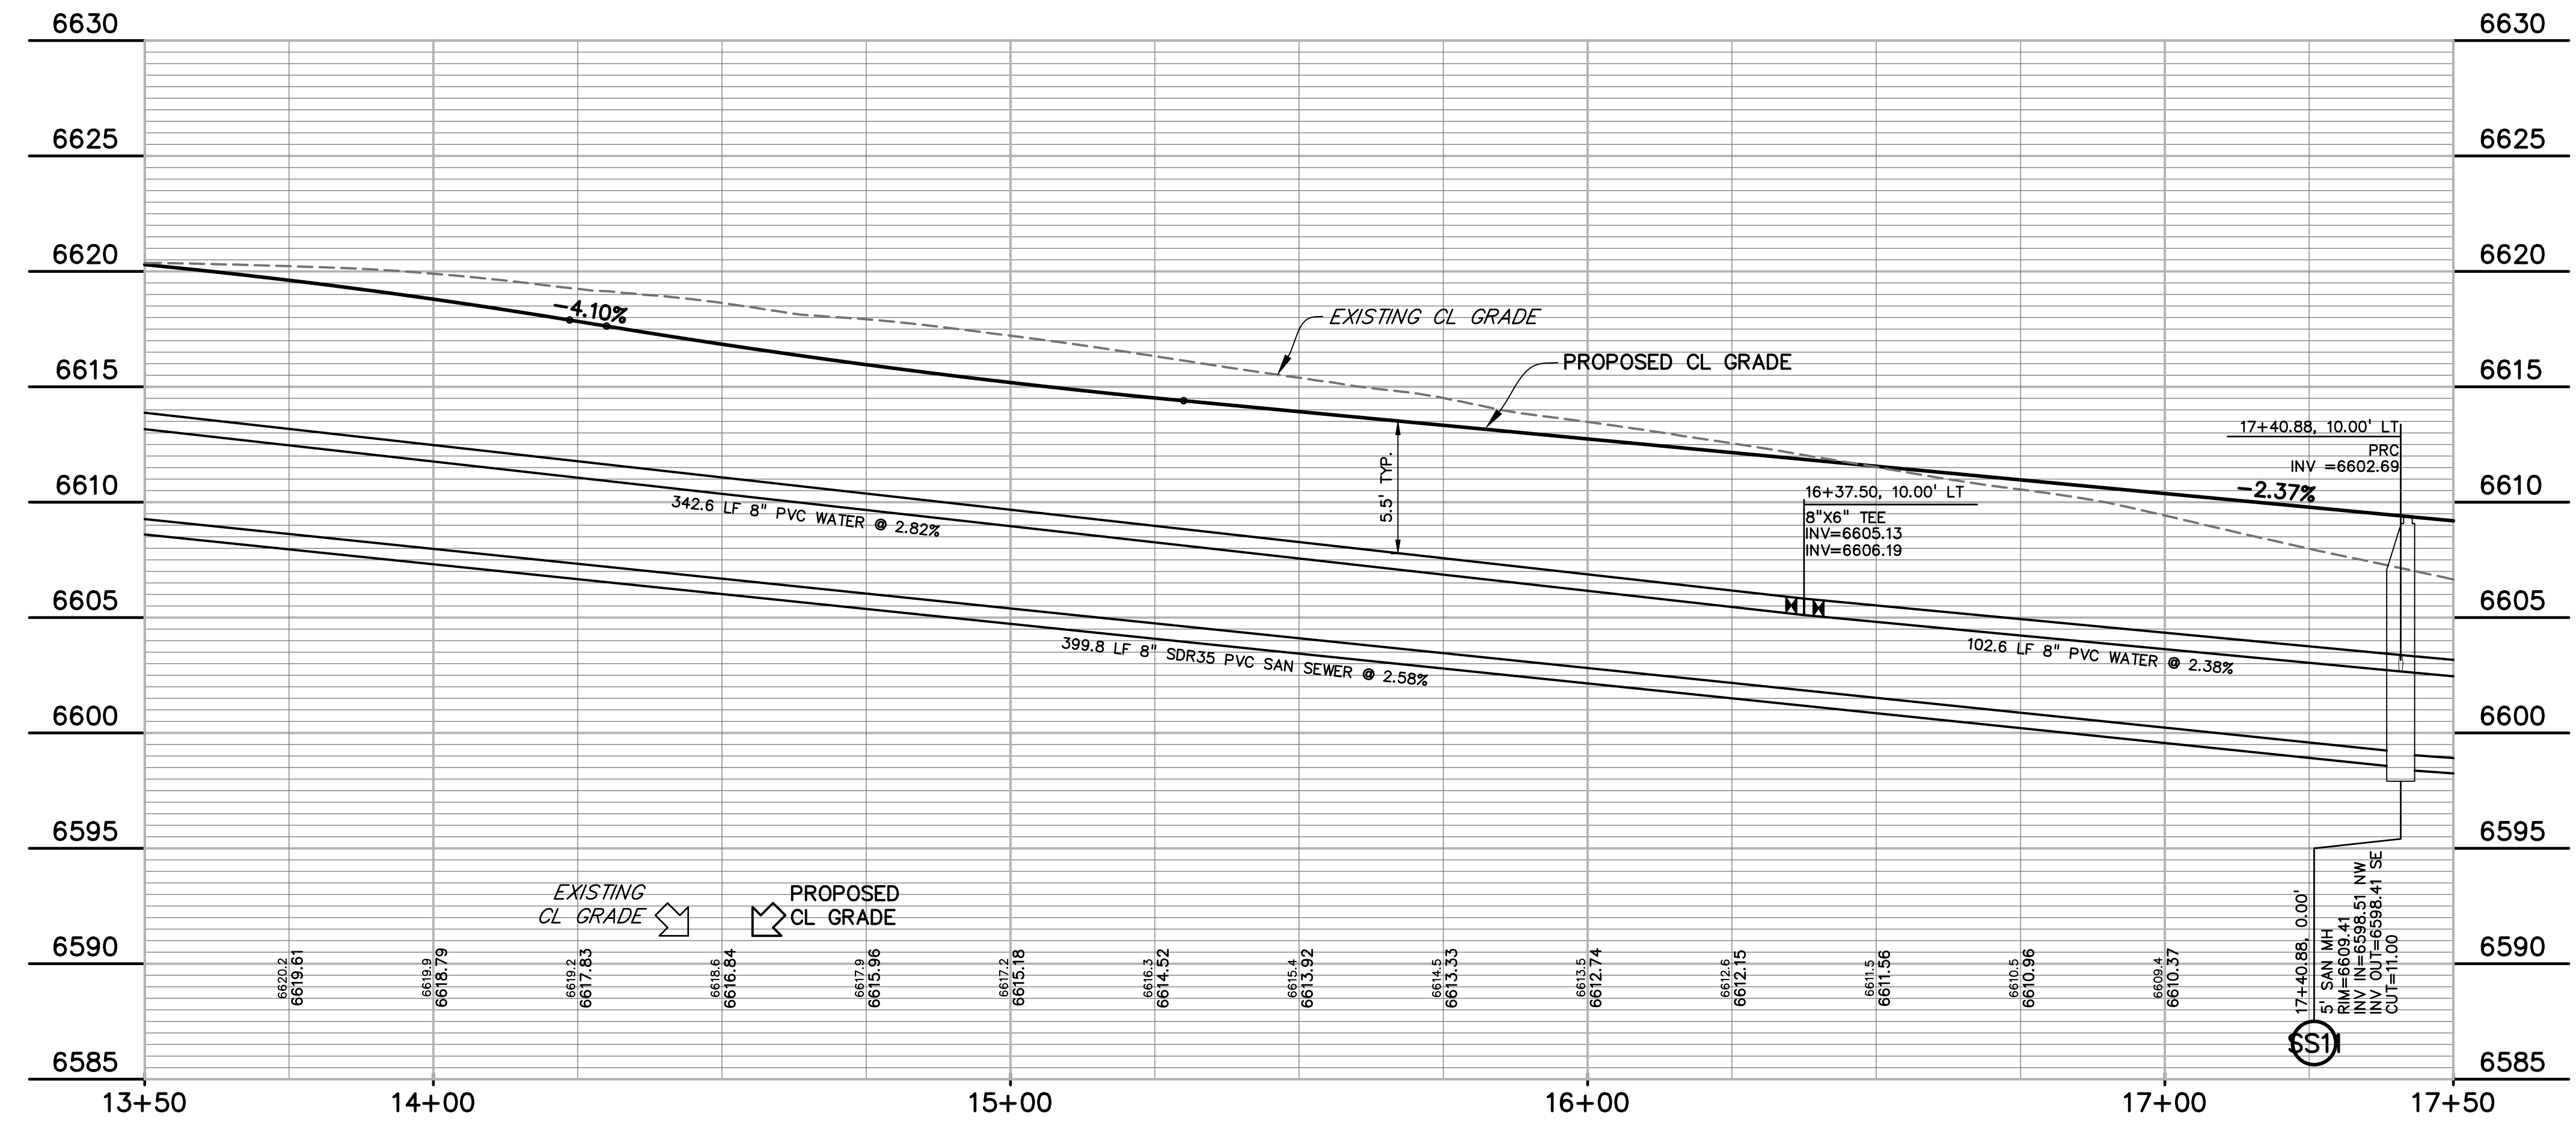 6630
6630
6625
6625
6620
6620
-4.10%
EXISTING CL GRADE
PROPOSED CL GRADE
6615
6615
17+40.88, 10.00' LT
PRC
INV =6602.69
5.5' TYP.
-2.37%
16+37.50, 10.00' LT
8"X6" TEE
INV=6605.13
INV=6606.19
6610
6610
342.6 LF 8" PVC WATER @ 2.82%
6605
6605
399.8 LF 8" SDR35 PVC SAN SEWER @ 2.58%
102.6 LF 8" PVC WATER @ 2.38%
6600
6600
6595
6595
EXISTING
CL GRADE
PROPOSED
CL GRADE
6590
6590
6620.2
6619.61
6619.9
6618.79
6619.2
6617.83
6618.6
6616.84
6617.9
6615.96
6617.2
6615.18
6616.3
6614.52
6615.4
6613.92
6614.5
6613.33
6613.5
6612.74
6612.6
6612.15
6611.5
6611.56
6610.5
6610.96
6609.4
6610.37
17+40.88, 0.00'
5' SAN MH
RIM=6609.41
INV IN=6598.51 NW
INV OUT=6598.41 SE
CUT=11.00
SS11
6585
6585
13+50
14+00
15+00
16+00
17+00
17+50